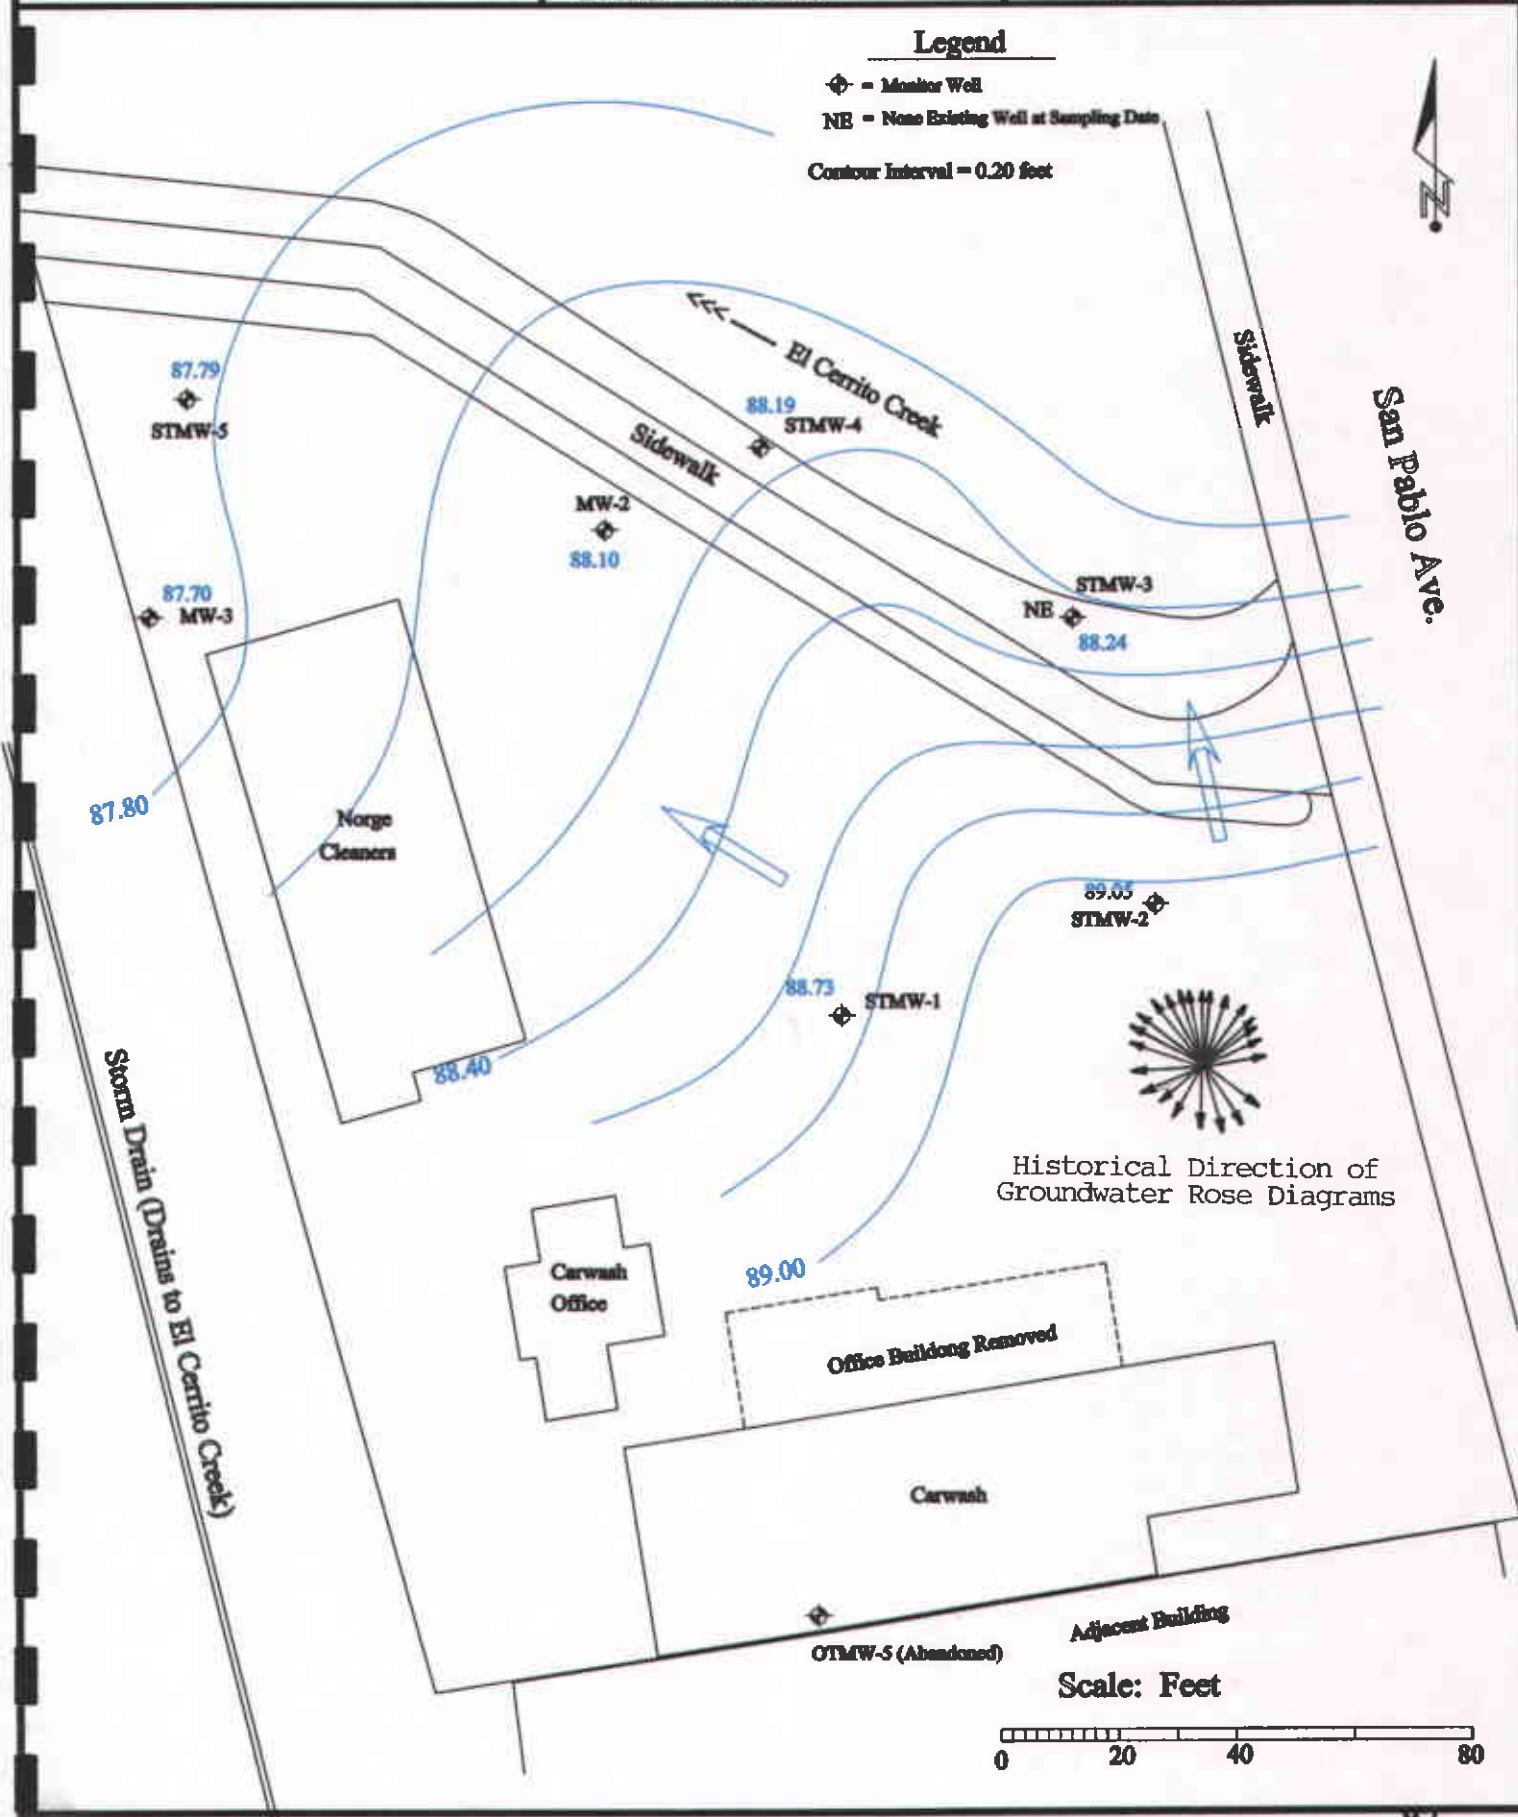 Legend
= Monitor Well
NE = None Existing Well at Sampling Date
Contour Interval = 0.20 feet
N
Sidewalk
San Pablo Ave.
<<< —— El Cerrito Creek
87.79
STMW-5
88.19
STMW-4
Sidewalk
MW-2
88.10
87.70
MW-3
STMW-3
NE
88.24
87.80
Norge
Cleaners
89.05
STMW-2
88.73
STMW-1
88.40
Storm Drain (Drains to El Cerrito Creek)
Historical Direction of
Groundwater Rose Diagrams
89.00
Carwash
Office
Office Buildong Removed
Carwash
OTMW-5 (Abandoned)
Adjacent Building
Scale: Feet
0 20 40 80